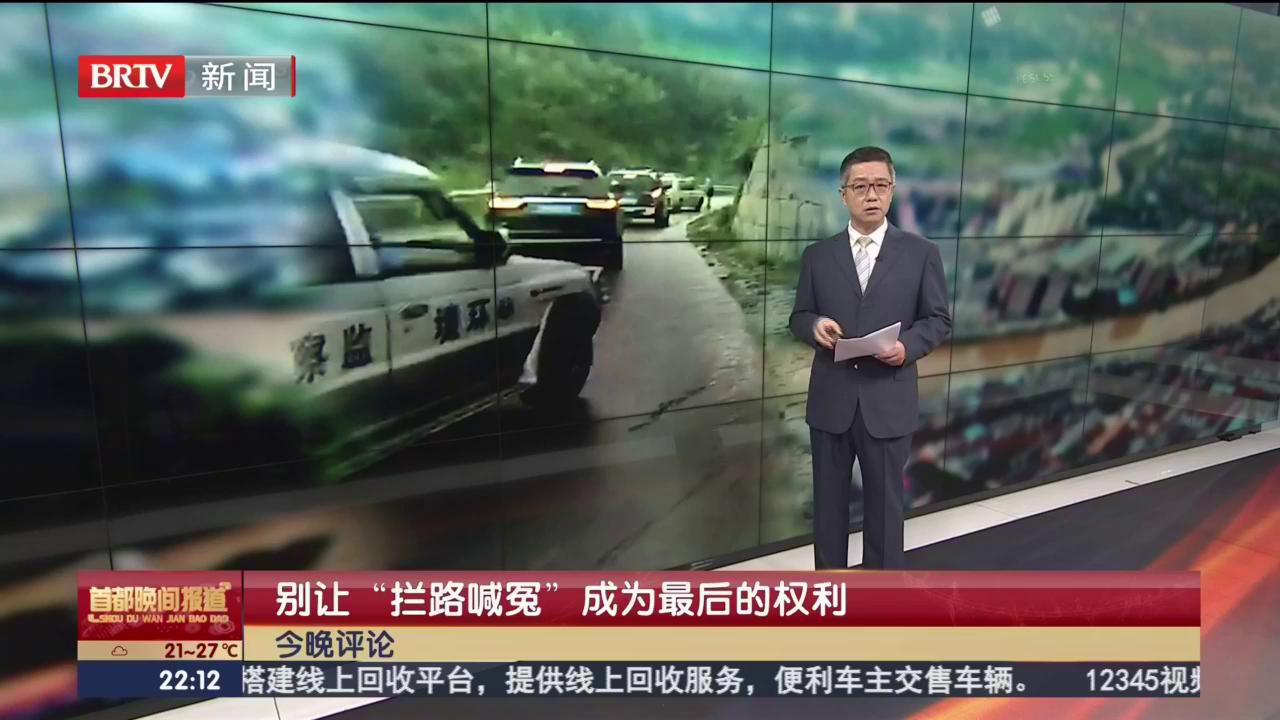 BRTV 新闻
察监 境环
别让“拦路喊冤”成为最后的权利
首都晚间报道
SHOU DU WAN JIAN BAO DAO
今晚评论
21~27℃
22:12
搭建线上回收平台，提供线上回收服务，便利车主交售车辆。 12345视频